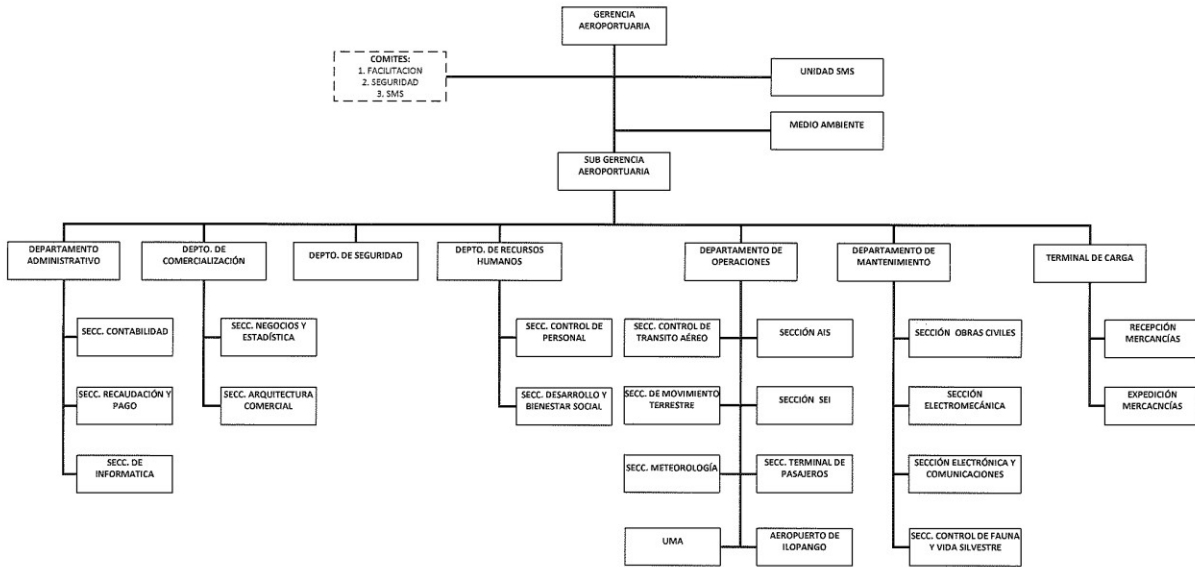 GERENCIA
AEROPORTUARIA
COMITES:
1. FACILITACION
2. SEGURIDAD
3. SMS
UNIDAD SMS
MEDIO AMBIENTE
SUB GERENCIA
AEROPORTUARIA
DEPARTAMENTO
ADMINISTRATIVO
DEPTO. DE
COMERCIALIZACIÓN
DEPTO. DE SEGURIDAD
DEPTO. DE RECURSOS
HUMANOS
DEPARTAMENTO DE
OPERACIONES
DEPARTAMENTO DE
MANTENIMIENTO
TERMINAL DE CARGA
SECC. CONTABILIDAD
SECC. NEGOCIOS Y
ESTADÍSTICA
SECC. CONTROL DE
PERSONAL
SECC. CONTROL DE
TRANSITO AÉREO
SECCIÓN AIS
SECCIÓN OBRAS CIVILES
RECEPCIÓN
MERCANCÍAS
SECC. RECAUDACIÓN Y
PAGO
SECC. ARQUITECTURA
COMERCIAL
SECC. DESARROLLO Y
BIENESTAR SOCIAL
SECC. DE MOVIMIENTO
TERRESTRE
SECCIÓN SEI
SECCIÓN
ELECTROMECÁNICA
EXPEDICIÓN
MERCACNCÍAS
SECC. DE
INFORMATICA
SECC. METEOROLOGÍA
SECC. TERMINAL DE
PASAJEROS
SECCIÓN ELECTRÓNICA Y
COMUNICACIONES
UMA
AEROPUERTO DE
ILOPANGO
SECC. CONTROL DE FAUNA
Y VIDA SILVESTRE